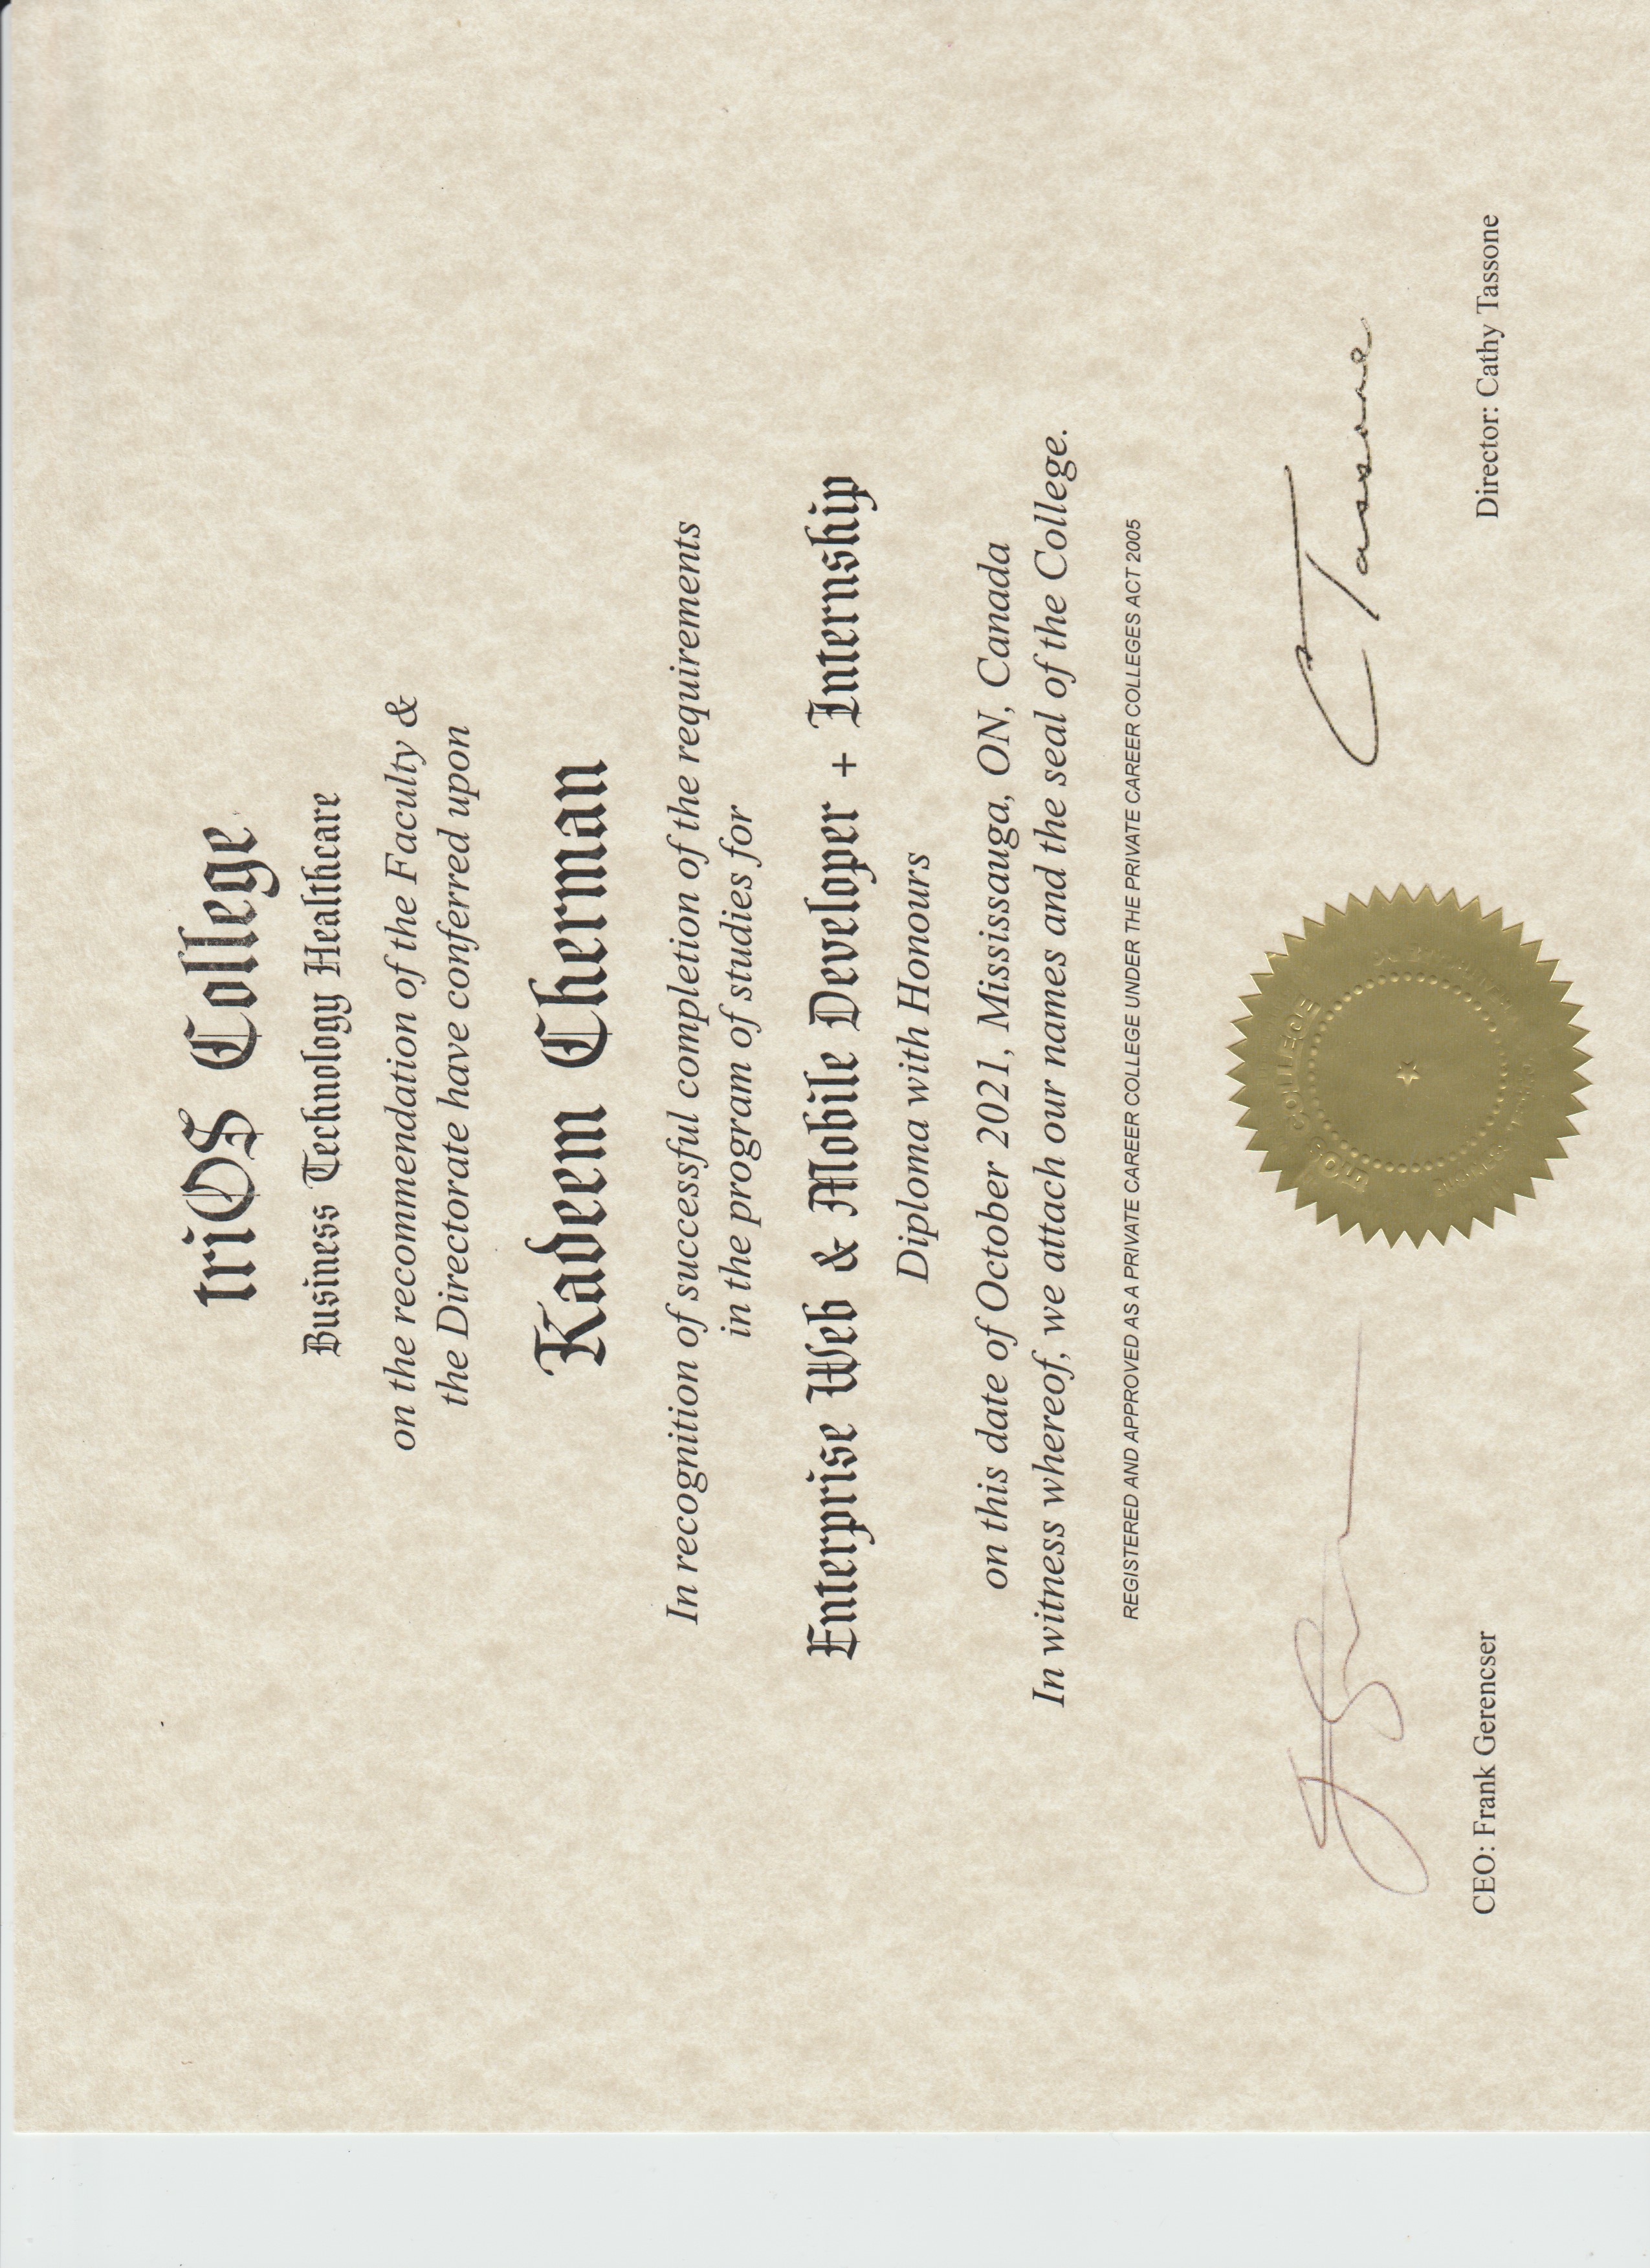 triOS College
Business Technology Healthcare
on the recommendation of the Faculty &
the Directorate have conferred upon
Kadeem Cherman
In recognition of successful completion of the requirements
in the program of studies for
Enterprise Web & Mobile Developer + Internship
Diploma with Honours
on this date of October 2021, Mississauga, ON, Canada
In witness whereof, we attach our names and the seal of the College.
REGISTERED AND APPROVED AS A PRIVATE CAREER COLLEGE UNDER THE PRIVATE CAREER COLLEGES ACT 2005
triOS COLLEGE
C Tassone
CEO: Frank Gerencser
Director: Cathy Tassone